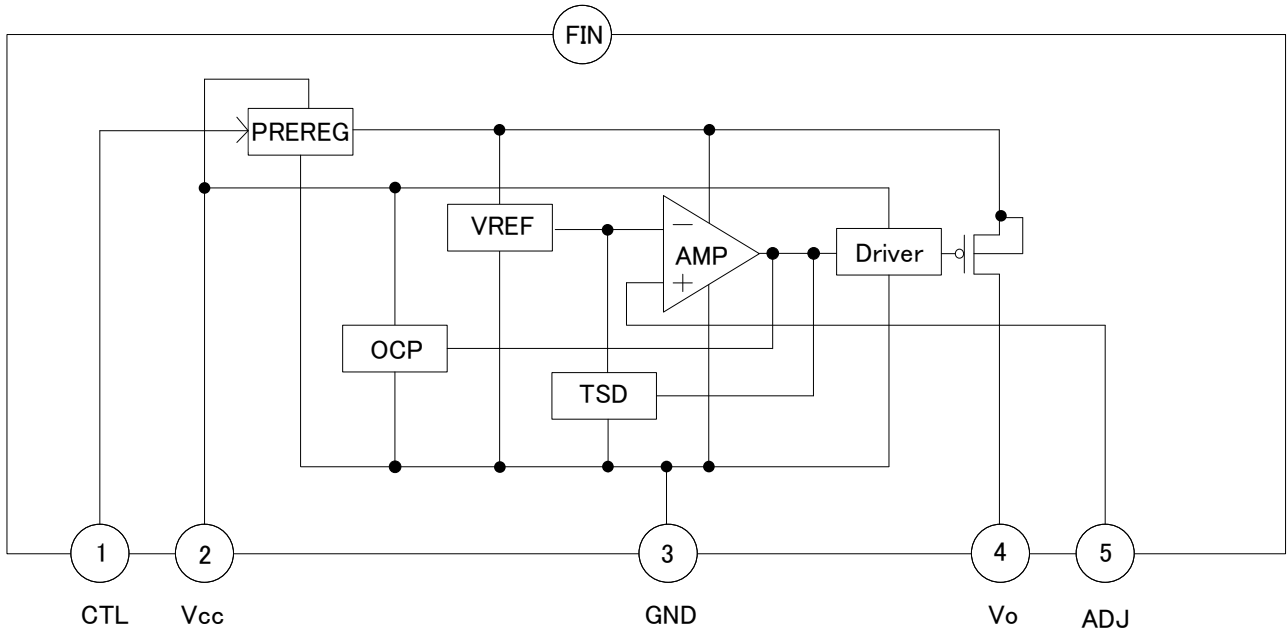 FIN
PREREG
VREF
AMP
−
+
Driver
OCP
TSD
1
2
3
4
5
CTL
Vcc
GND
Vo
ADJ